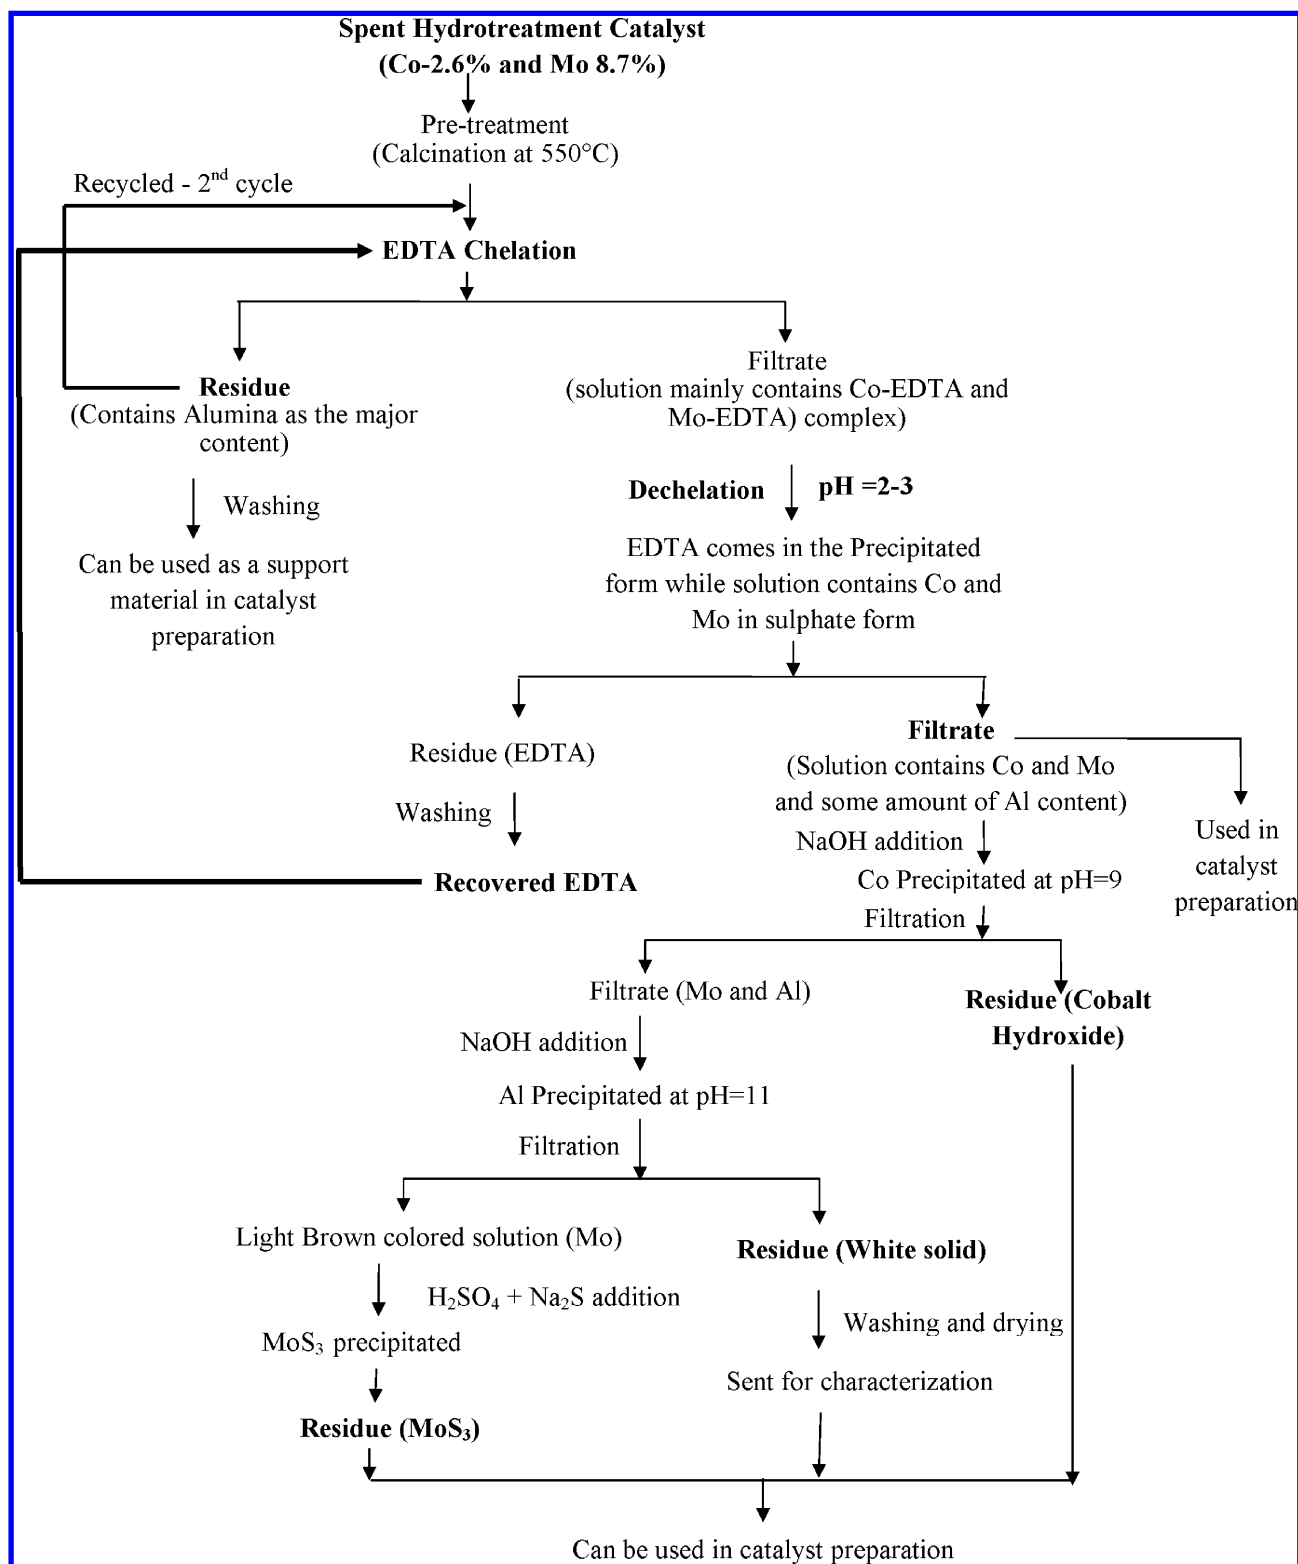 Spent Hydrotreatment Catalyst
(Co-2.6% and Mo 8.7%)
Pre-treatment
(Calcination at 550°C)
Recycled - 2nd cycle
EDTA Chelation
Residue
(Contains Alumina as the major
content)
Washing
Can be used as a support
material in catalyst
preparation
Filtrate
(solution mainly contains Co-EDTA and
Mo-EDTA) complex)
Dechelation
pH =2-3
EDTA comes in the Precipitated
form while solution contains Co and
Mo in sulphate form
Residue (EDTA)
Washing
Recovered EDTA
Filtrate
(Solution contains Co and Mo
and some amount of Al content)
Used in
catalyst
preparation
NaOH addition
Co Precipitated at pH=9
Filtration
Filtrate (Mo and Al)
Residue (Cobalt
Hydroxide)
NaOH addition
Al Precipitated at pH=11
Filtration
Light Brown colored solution (Mo)
H₂SO₄ + Na₂S addition
MoS₃ precipitated
Residue (MoS₃)
Residue (White solid)
Washing and drying
Sent for characterization
Can be used in catalyst preparation